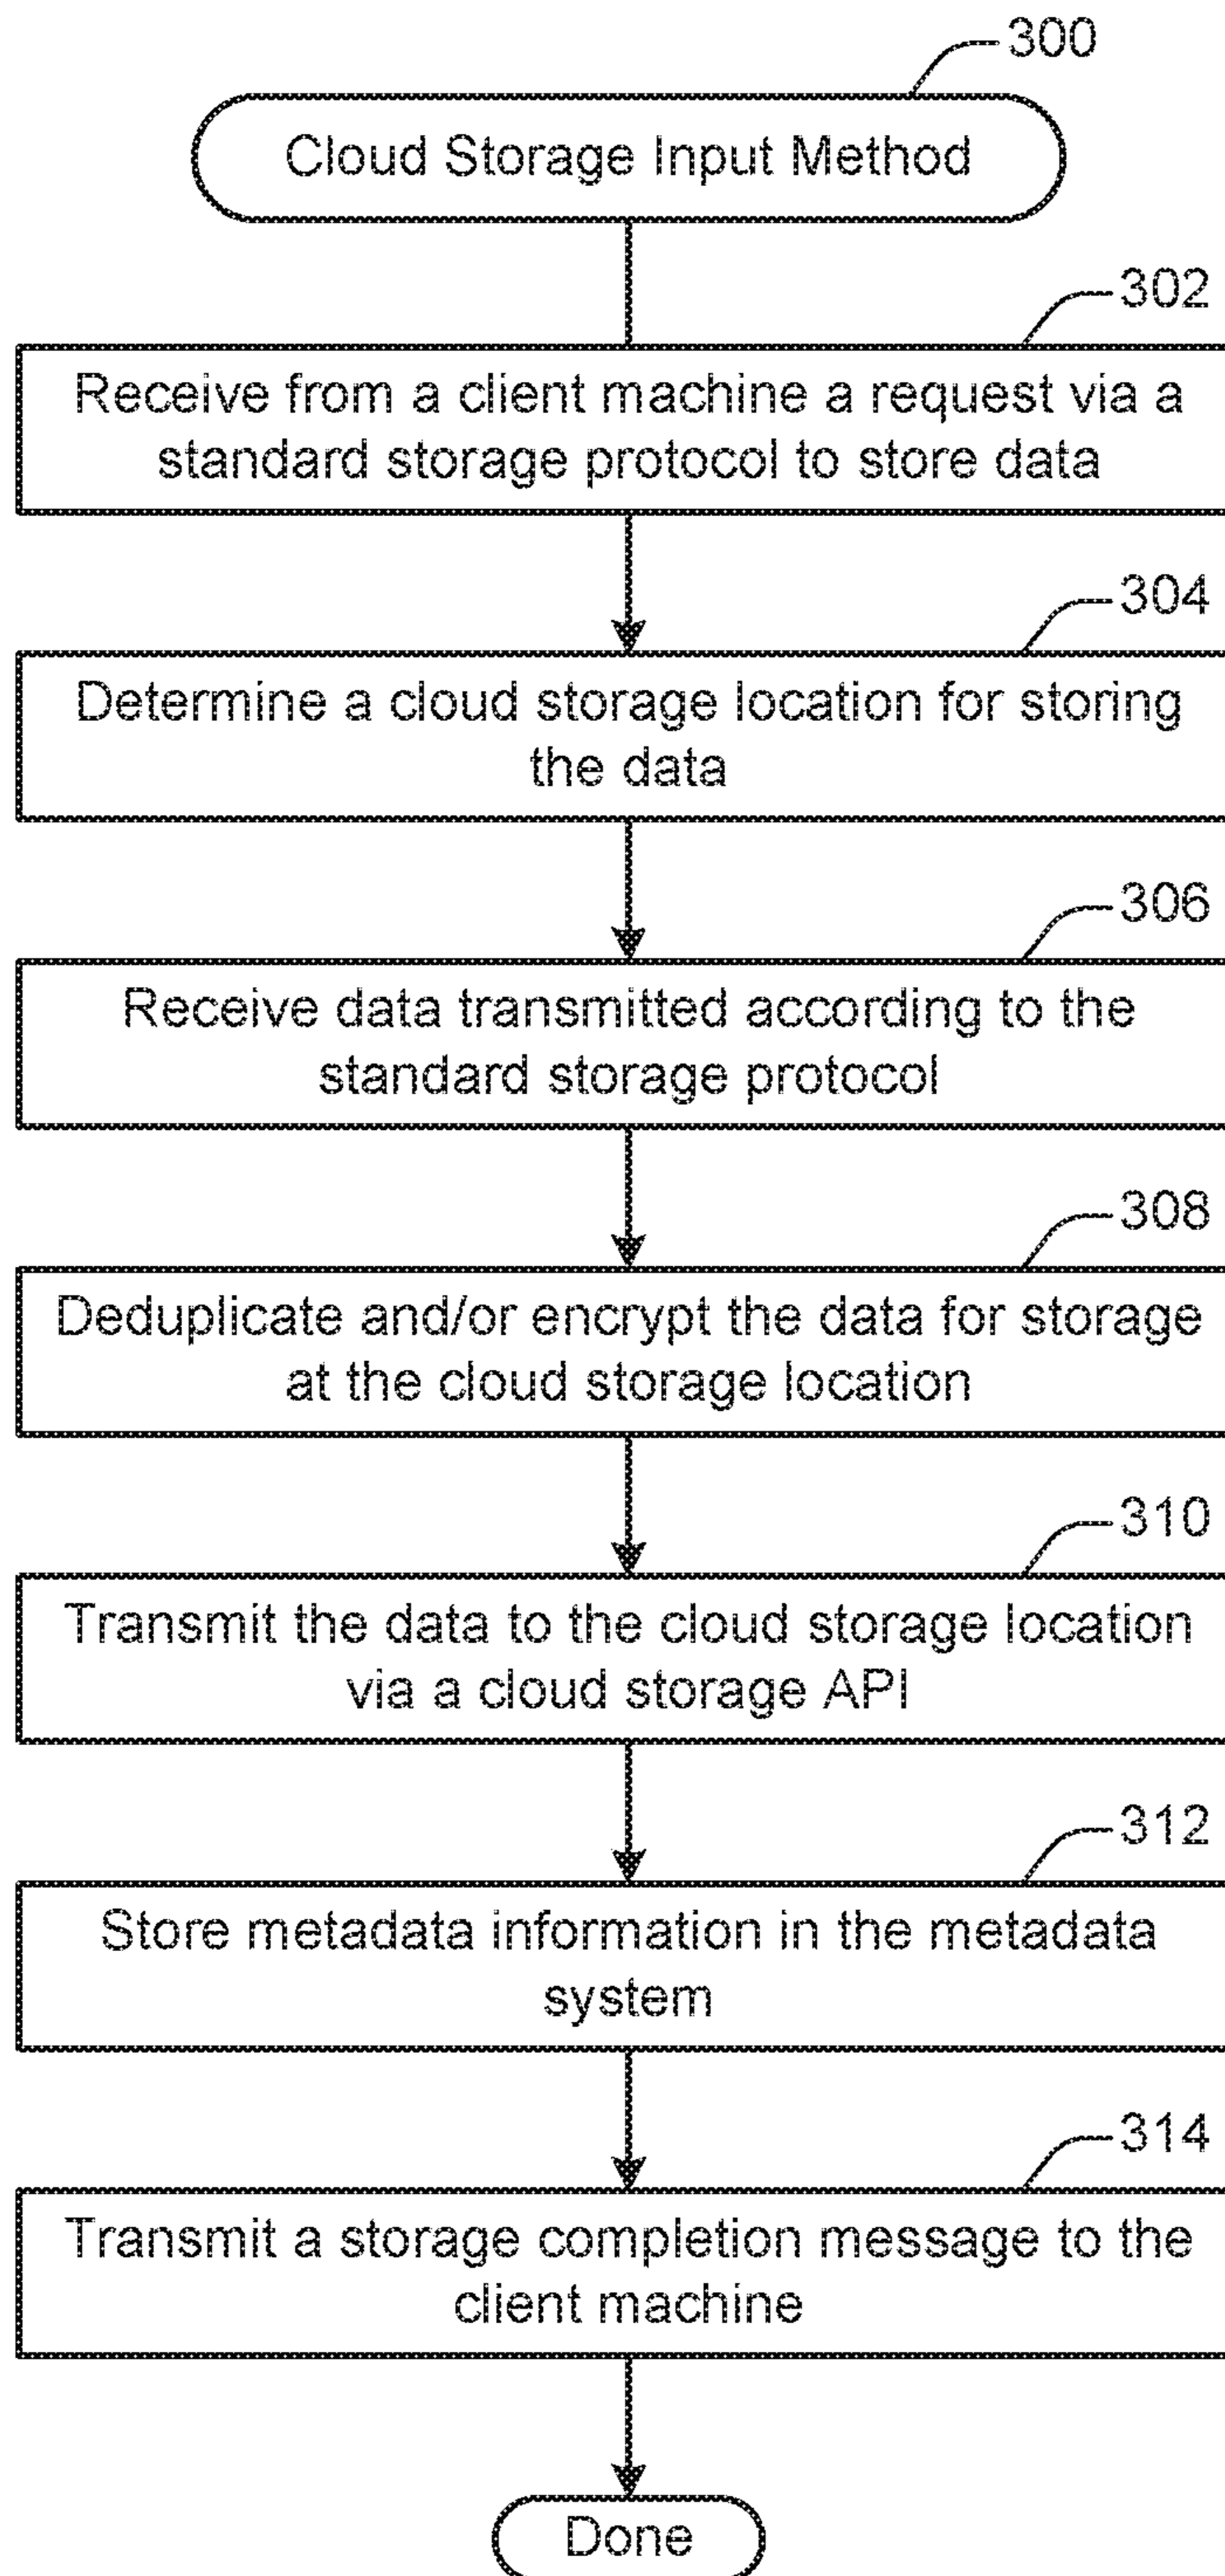 300
Cloud Storage Input Method
302
Receive from a client machine a request via a
standard storage protocol to store data
304
Determine a cloud storage location for storing
the data
306
Receive data transmitted according to the
standard storage protocol
308
Deduplicate and/or encrypt the data for storage
at the cloud storage location
310
Transmit the data to the cloud storage location
via a cloud storage API
312
Store metadata information in the metadata
system
314
Transmit a storage completion message to the
client machine
Done